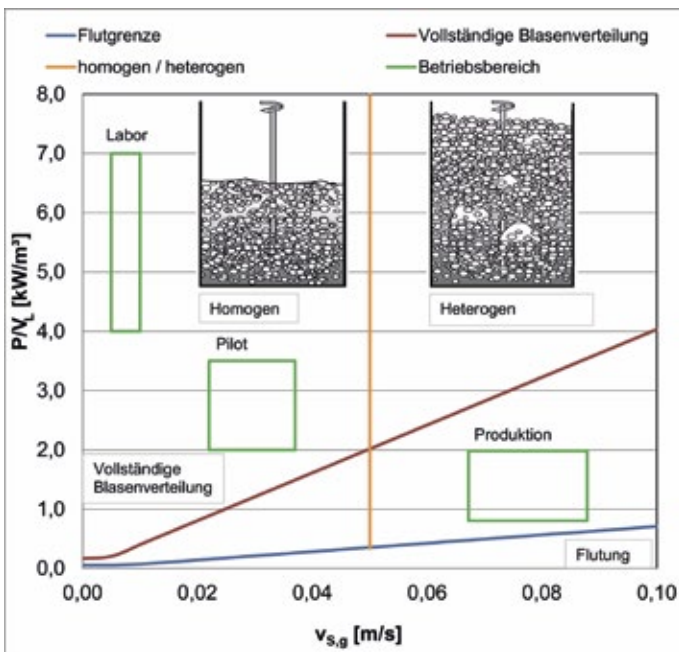 Flutgrenze
Vollständige Blasenverteilung
homogen / heterogen
Betriebsbereich
8,0
7,0
6,0
5,0
4,0
3,0
2,0
1,0
0,0
P/V̇L [kW/m³]
Labor
Homogen
Heterogen
Pilot
Produktion
Vollständige
Blasenverteilung
Flutung
0,00
0,02
0,04
0,06
0,08
0,10
vS,g [m/s]